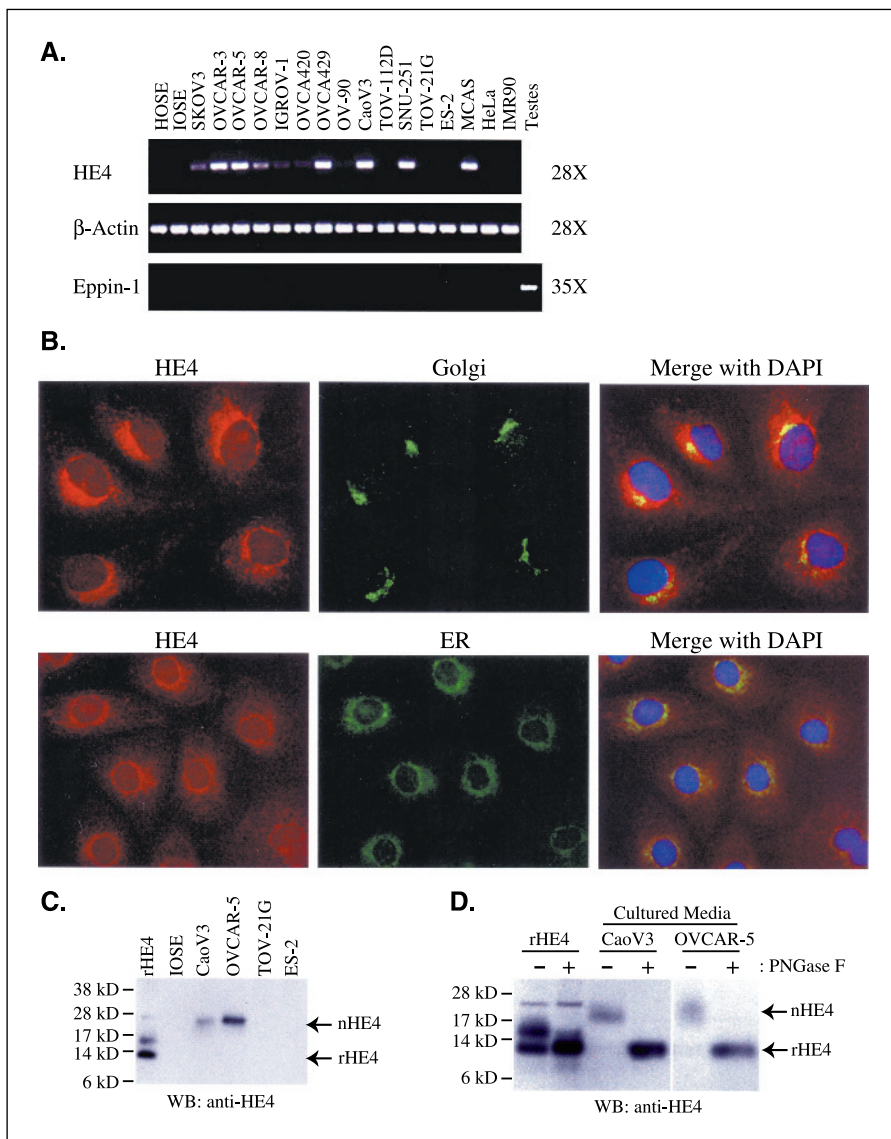 A.
HOSE IOSE SKOV3 OVCAR-3 OVCAR-5 OVCAR-8 IGROV-1 OVCA420 OVCA429 OV-90 CaoV3 TOV-112D SNU-251 TOV-21G ES-2 MCAS HeLa IMR90 Testes
HE4 28X
β-Actin 28X
Eppin-1 35X
B.
HE4 Golgi Merge with DAPI
HE4 ER Merge with DAPI
C.
rHE4 IOSE CaoV3 OVCAR-5 TOV-21G ES-2
38 kD
28 kD
nHE4
17 kD
14 kD
rHE4
6 kD
WB: anti-HE4
D.
Cultured Media
rHE4 CaoV3 OVCAR-5
– + – + – + : PNGase F
28 kD
nHE4
17 kD
14 kD
rHE4
6 kD
WB: anti-HE4